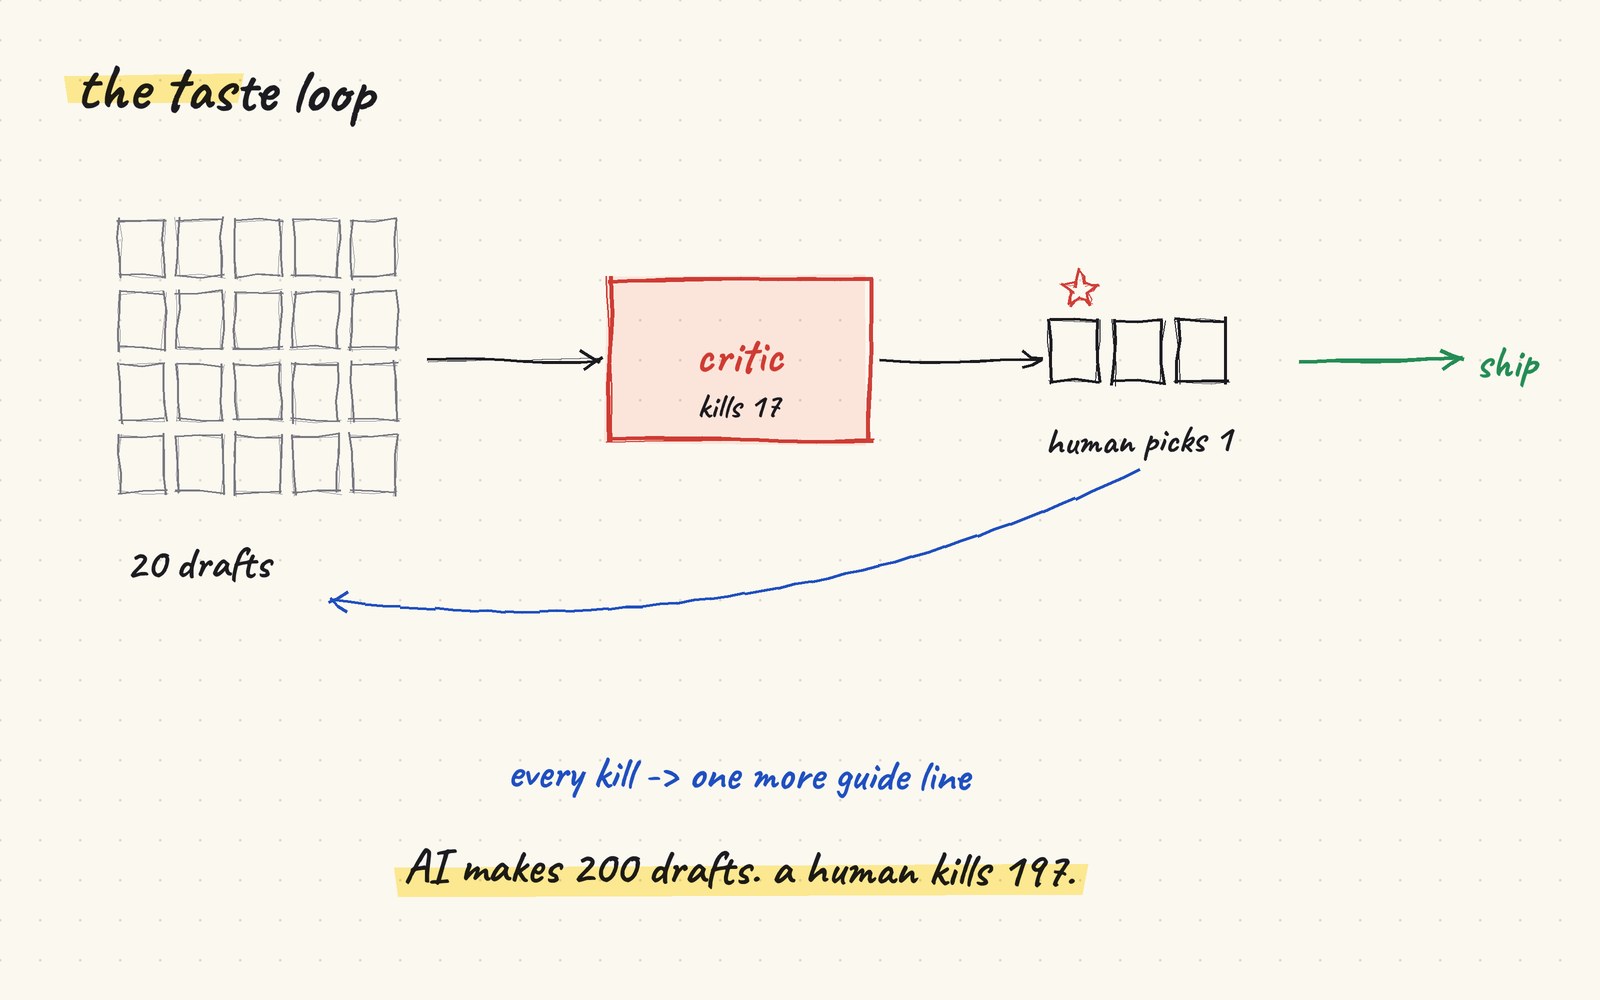 the taste loop
critic
kills 17
ship
human picks 1
20 drafts
every kill -> one more guide line
AI makes 200 drafts. a human kills 197.